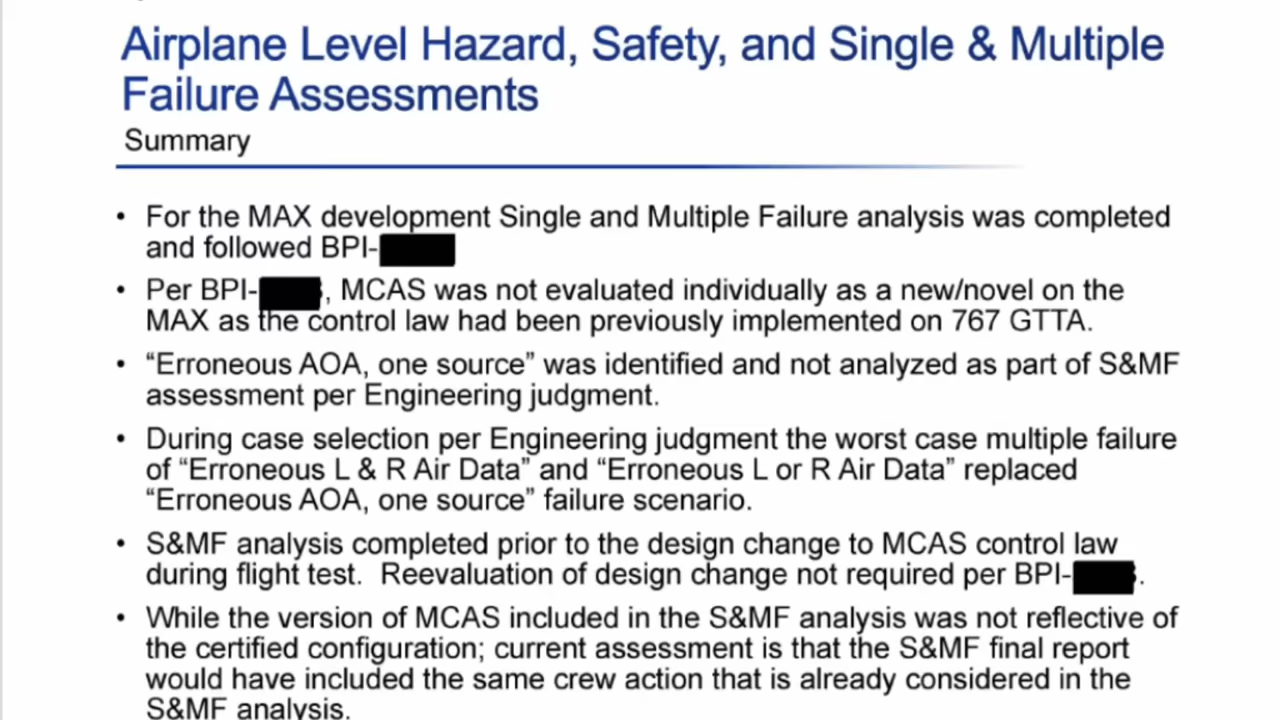 Airplane Level Hazard, Safety, and Single & Multiple
Failure Assessments
Summary
• For the MAX development Single and Multiple Failure analysis was completed
and followed BPI-
• Per BPI- , MCAS was not evaluated individually as a new/novel on the
MAX as the control law had been previously implemented on 767 GTTA.
• “Erroneous AOA, one source” was identified and not analyzed as part of S&MF
assessment per Engineering judgment.
• During case selection per Engineering judgment the worst case multiple failure
of “Erroneous L & R Air Data” and “Erroneous L or R Air Data” replaced
“Erroneous AOA, one source” failure scenario.
• S&MF analysis completed prior to the design change to MCAS control law
during flight test. Reevaluation of design change not required per BPI- .
• While the version of MCAS included in the S&MF analysis was not reflective of
the certified configuration; current assessment is that the S&MF final report
would have included the same crew action that is already considered in the
S&MF analysis.